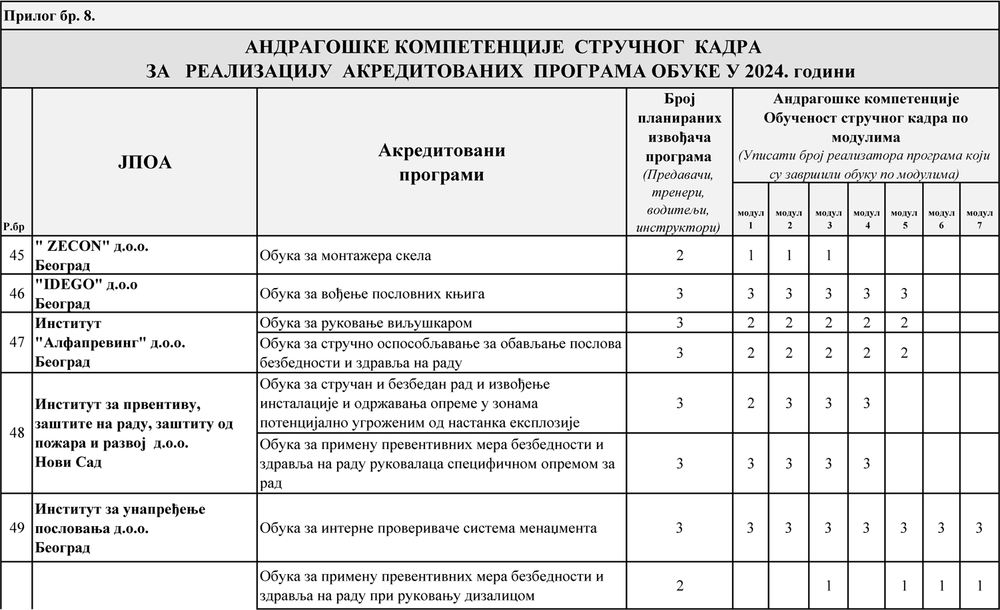 Прилог бр. 8.
АНДРАГОШКЕ КОМПЕТЕНЦИЈЕ СТРУЧНОГ КАДРА
ЗА РЕАЛИЗАЦИЈУ АКРЕДИТОВАНИХ ПРОГРАМА ОБУКЕ У 2024. години
Р.бр
ЈПОА
Акредитовани
програми
Број
планираних
извођача
програма
(Предавачи,
тренери,
водитељи,
инструктори)
Андрагошке компетенције
Обученост стручног кадра по
модулима
(Уписати број реализатора програма који
су завршили обуку по модулима)
модул
1
модул
2
модул
3
модул
4
модул
5
модул
6
модул
7
45
" ZECON" д.о.о.
Београд
Обука за монтажера скела
2 1 1 1
46
"IDEGO" д.о.о
Београд
Обука за вођење пословних књига
3 3 3 3 3 3
47
Институт
"Алфапревинг" д.о.о.
Београд
Обука за руковање виљушкаром
3 2 2 2 2 2
Обука за стручно оспособљавање за обављање послова
безбедности и здравља на раду
3 2 2 2 2 2
48
Институт за првентиву,
заштите на раду, заштиту од
пожара и развој д.о.о.
Нови Сад
Обука за стручан и безбедан рад и извођење
инсталације и одржавања опреме у зонама
потенцијално угроженим од настанка експлозије
3 2 3 3 3
Обука за примену превентивних мера безбедности и
здравља на раду руковалаца специфичном опремом за
рад
3 3 3 3 3
49
Институт за унапређење
пословања д.о.о.
Београд
Обука за интерне провериваче система менаџмента
3 3 3 3 3 3 3 3
Обука за примену превентивних мера безбедности и
здравља на раду при руковању дизалицом
2 1 1 1 1